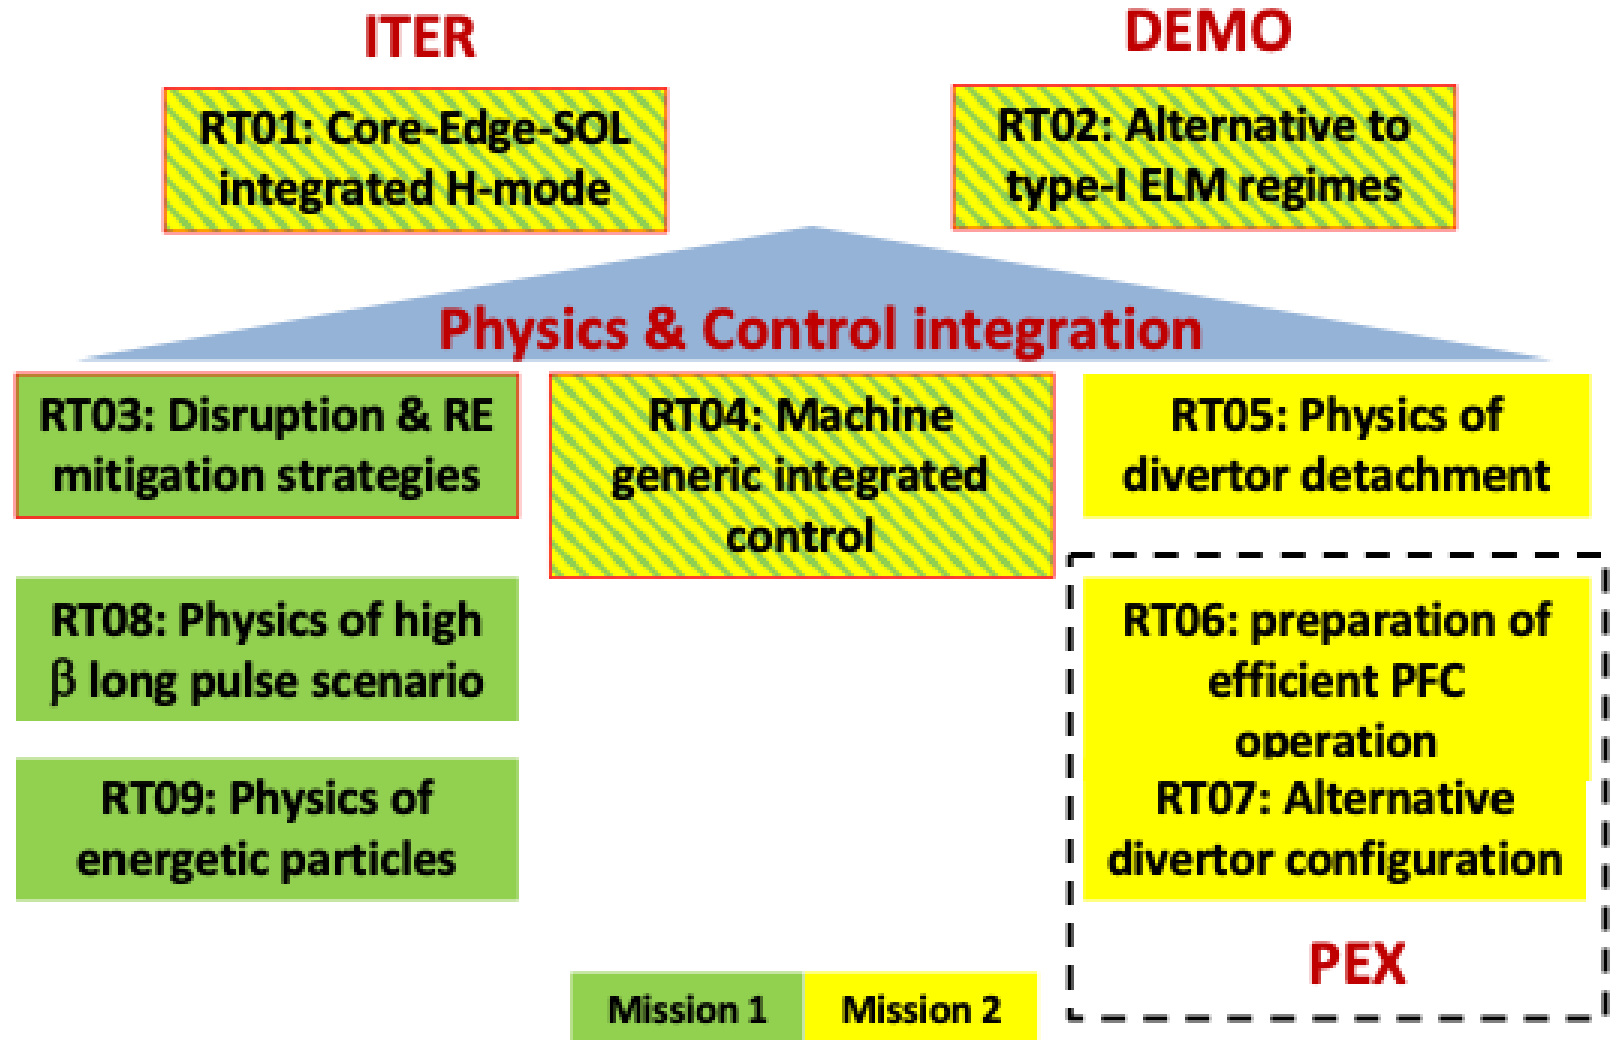 ITER
DEMO
RT01: Core-Edge-SOL
integrated H-mode
RT02: Alternative to
type-I ELM regimes
Physics & Control integration
RT03: Disruption & RE
mitigation strategies
RT04: Machine
generic integrated
control
RT05: Physics of
divertor detachment
RT08: Physics of high
β long pulse scenario
RT06: preparation of
efficient PFC
operation
RT09: Physics of
energetic particles
RT07: Alternative
divertor configuration
PEX
Mission 1
Mission 2